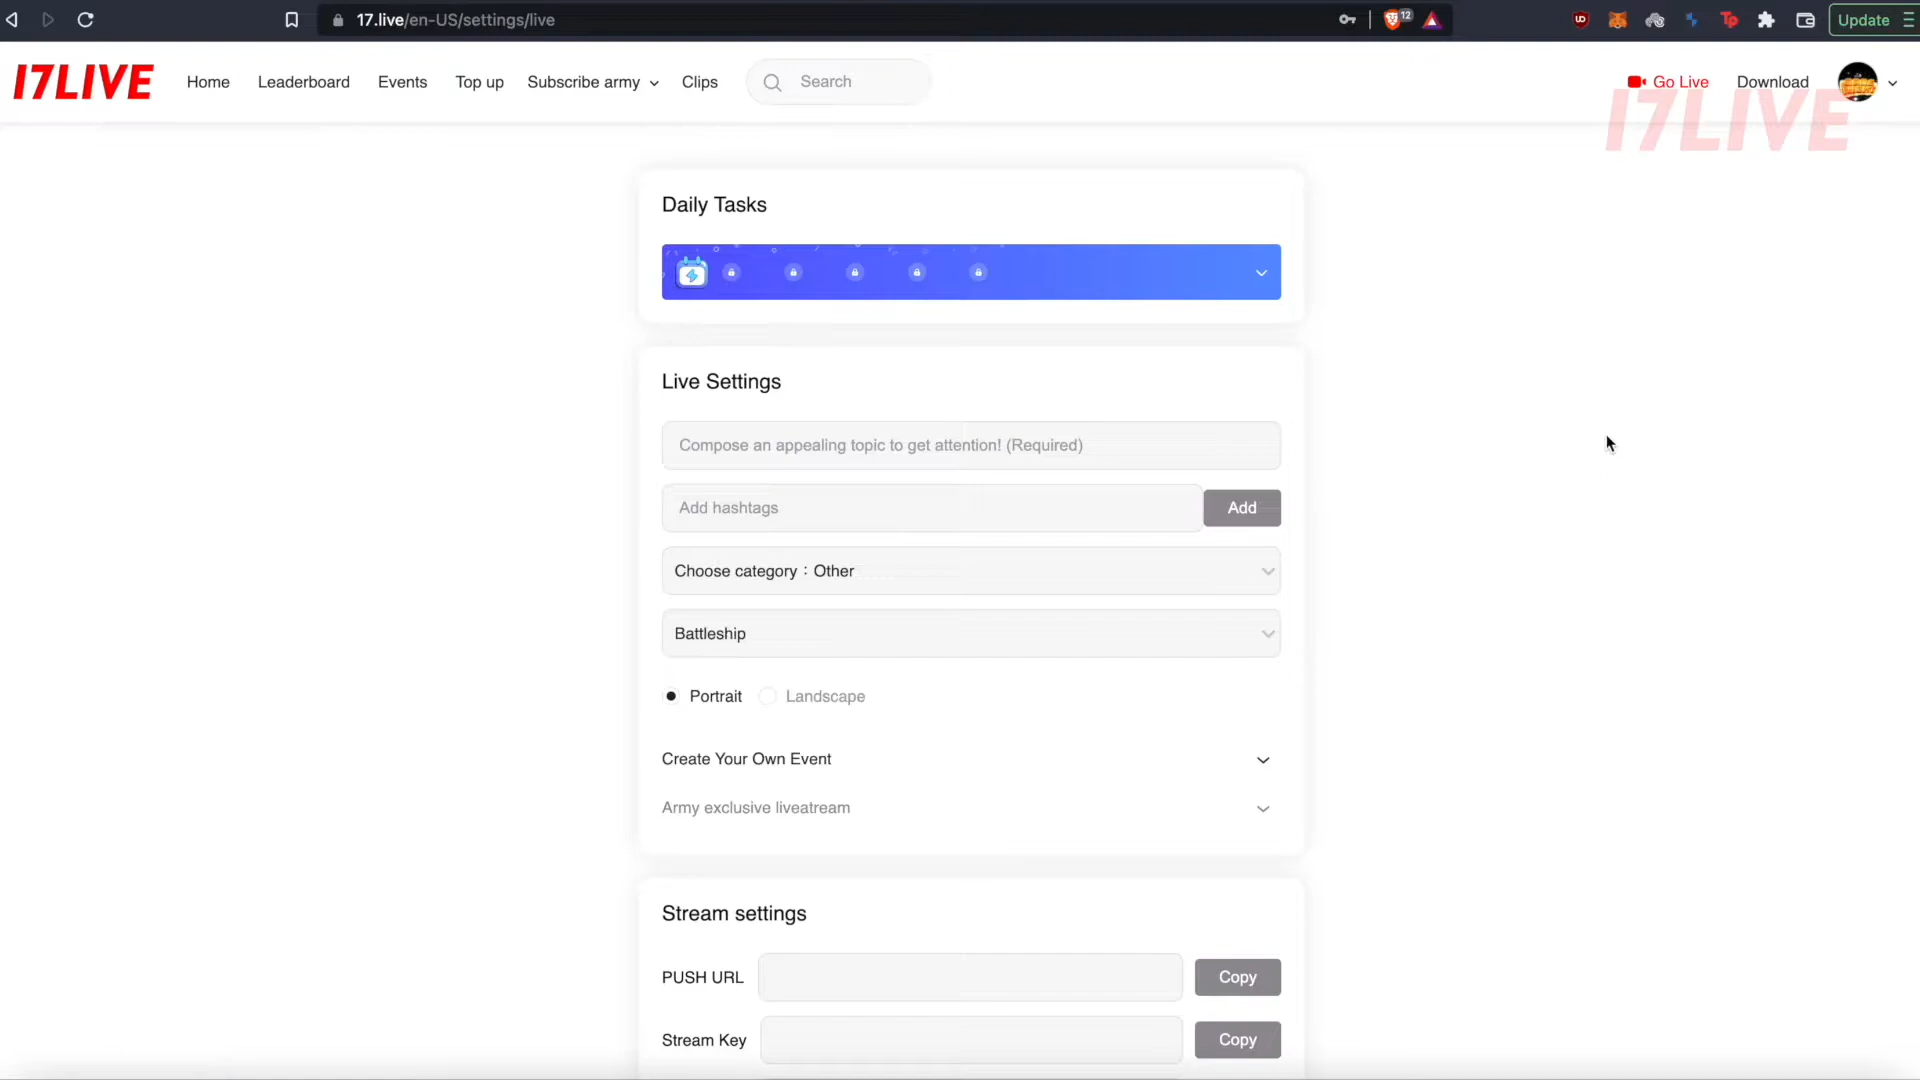 17.live/en-US/settings/live
12
UD
Tp
Update
17LIVE
Home
Leaderboard
Events
Top up
Subscribe army
Clips
Search
Go Live
Download
17LIVE
Daily Tasks
Live Settings
Compose an appealing topic to get attention! (Required)
Add hashtags
Add
Choose category：Other
Battleship
Portrait
Landscape
Create Your Own Event
Army exclusive liveatream
Stream settings
PUSH URL
Copy
Stream Key
Copy